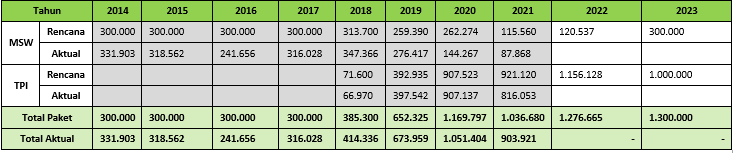 Tahun 2014 2015 2016 2017 2018 2019 2020 2021 2022 2023
MSW Rencana 300.000 300.000 300.000 300.000 313.700 259.390 262.274 115.560 120.537 300.000
Aktual 331.903 318.562 241.656 316.028 347.366 276.417 144.267 87.868
TPI Rencana 71.600 392.935 907.523 921.120 1.156.128 1.000.000
Aktual 66.970 397.542 907.137 816.053
Total Paket 300.000 300.000 300.000 300.000 385.300 652.325 1.169.797 1.036.680 1.276.665 1.300.000
Total Aktual 331.903 318.562 241.656 316.028 414.336 673.959 1.051.404 903.921 - -